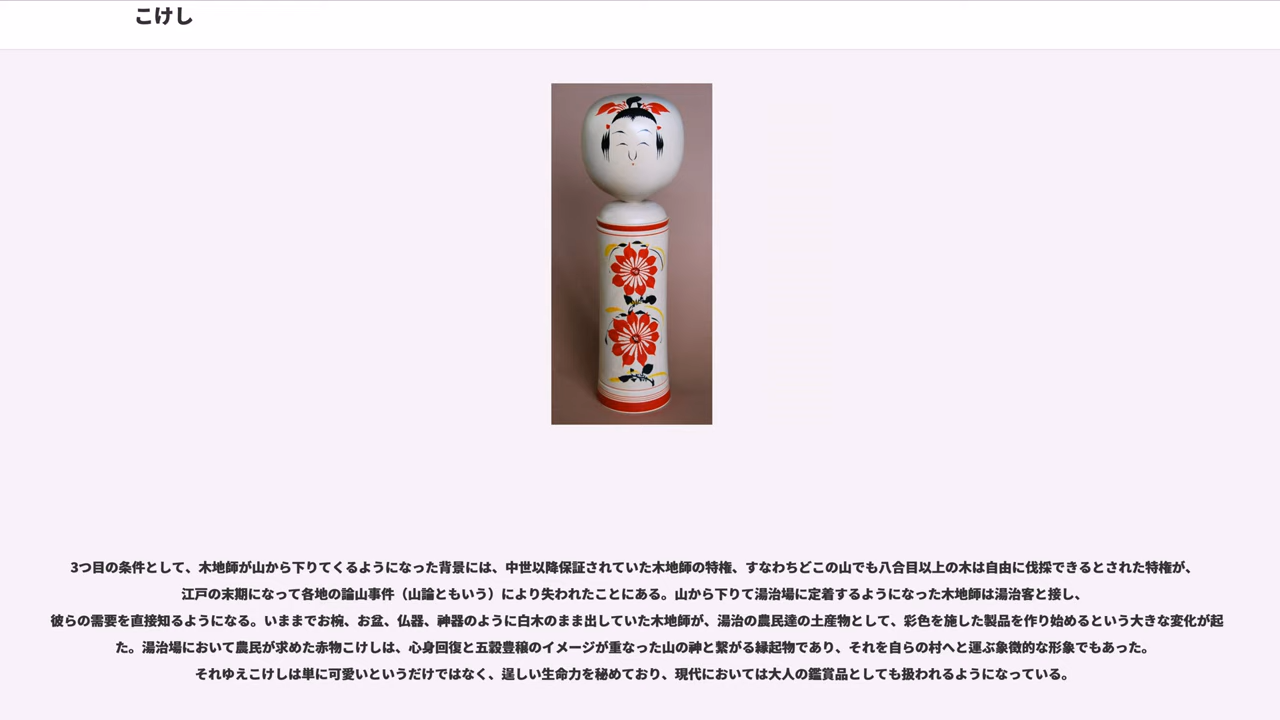 こけし
3つ目の条件として、木地師が山から下りてくるようになった背景には、中世以降保証されていた木地師の特権、すなわちどこの山でも八合目以上の木は自由に伐採できるとされた特権が、
江戸の末期になって各地の論山事件（山論ともいう）により失われたことにある。山から下りて湯治場に定着するようになった木地師は湯治客と接し、
彼らの需要を直接知るようになる。いままでお椀、お盆、仏器、神器のように白木のまま出していた木地師が、湯治の農民達の土産物として、彩色を施した製品を作り始めるという大きな変化が起
た。湯治場において農民が求めた赤物こけしは、心身回復と五穀豊穣のイメージが重なった山の神と繋がる縁起物であり、それを自らの村へと運ぶ象徴的な形象でもあった。
それゆえこけしは単に可愛いというだけではなく、逞しい生命力を秘めており、現代においては大人の鑑賞品としても扱われるようになっている。